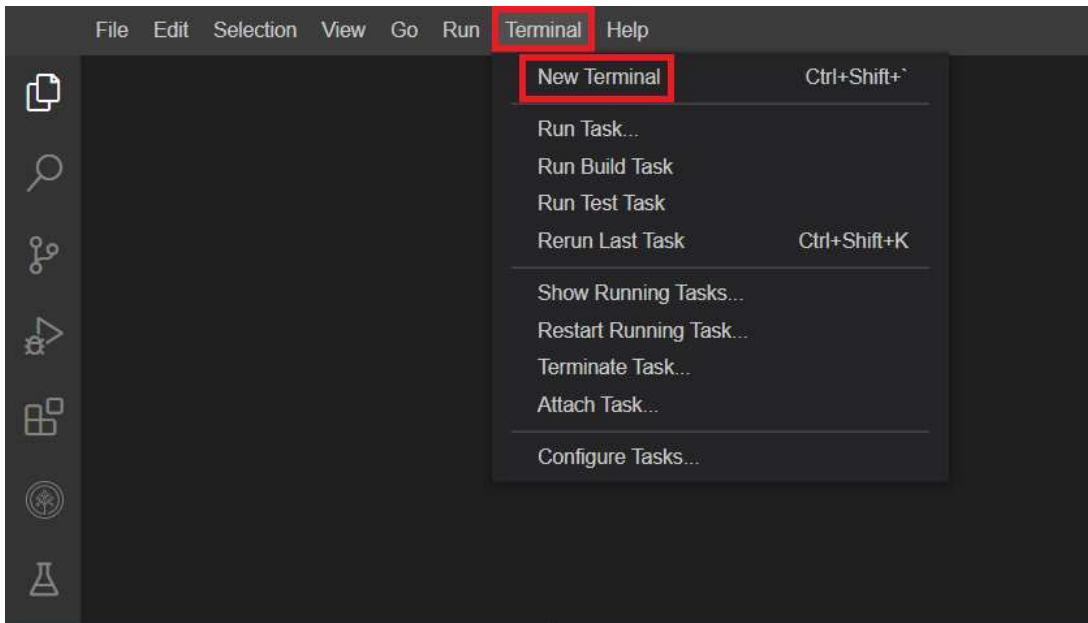 File Edit Selection View Go Run Terminal Help
New Terminal Ctrl+Shift+`
Run Task...
Run Build Task
Run Test Task
Rerun Last Task Ctrl+Shift+K
Show Running Tasks...
Restart Running Task...
Terminate Task...
Attach Task...
Configure Tasks...